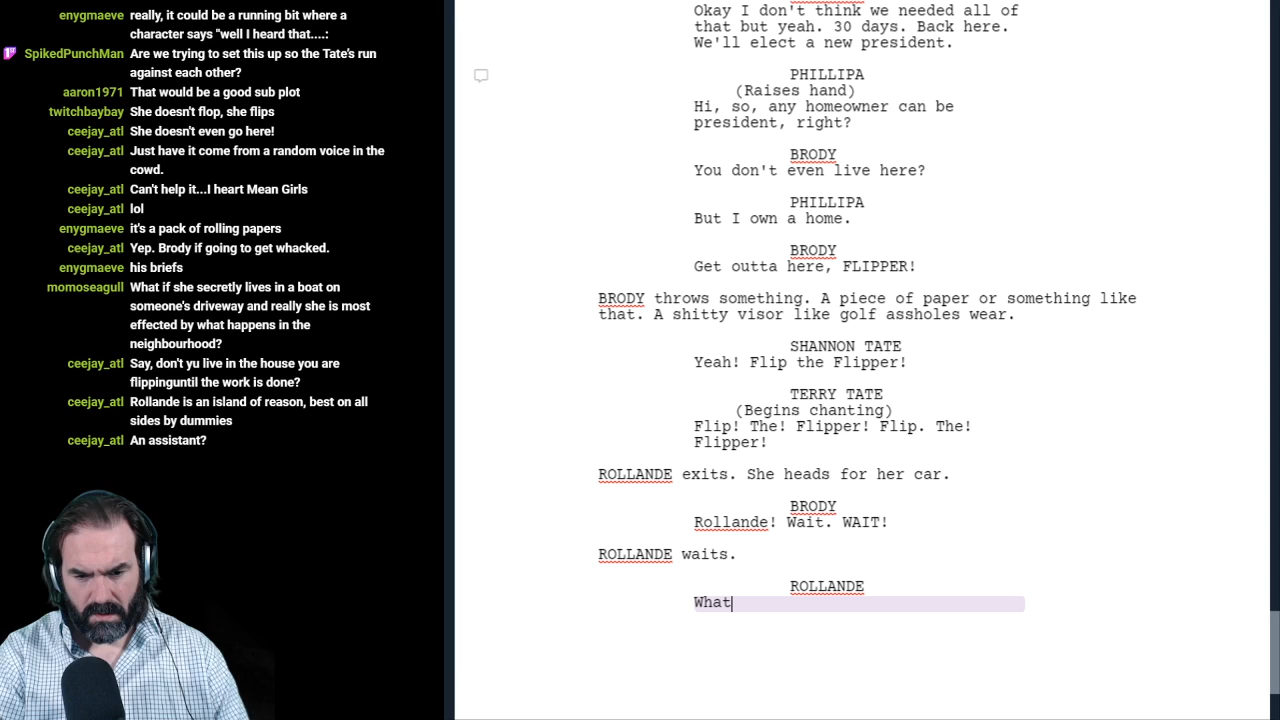 enygmaeve really, it could be a running bit where a
character says "well I heard that....:
SpikedPunchMan Are we trying to set this up so the Tate's run
against each other?
aaron1971 That would be a good sub plot
twitchbaybay She doesn't flop, she flips
ceejay_atl She doesn't even go here!
ceejay_atl Just have it come from a random voice in the
cowd.
ceejay_atl Can't help it...I heart Mean Girls
ceejay_atl lol
enygmaeve it's a pack of rolling papers
ceejay_atl Yep. Brody if going to get whacked.
enygmaeve his briefs
momoseagull What if she secretly lives in a boat on
someone's driveway and really she is most
effected by what happens in the
neighbourhood?
ceejay_atl Say, don't yu live in the house you are
flippinguntil the work is done?
ceejay_atl Rollande is an island of reason, best on all
sides by dummies
ceejay_atl An assistant?
Okay I don't think we needed all of
that but yeah. 30 days. Back here.
We'll elect a new president.
PHILLIPA
(Raises hand)
Hi, so, any homeowner can be
president, right?
BRODY
You don't even live here?
PHILLIPA
But I own a home.
BRODY
Get outta here, FLIPPER!
BRODY throws something. A piece of paper or something like
that. A shitty visor like golf assholes wear.
SHANNON TATE
Yeah! Flip the Flipper!
TERRY TATE
(Begins chanting)
Flip! The! Flipper! Flip. The!
Flipper!
ROLLANDE exits. She heads for her car.
BRODY
Rollande! Wait. WAIT!
ROLLANDE waits.
ROLLANDE
What